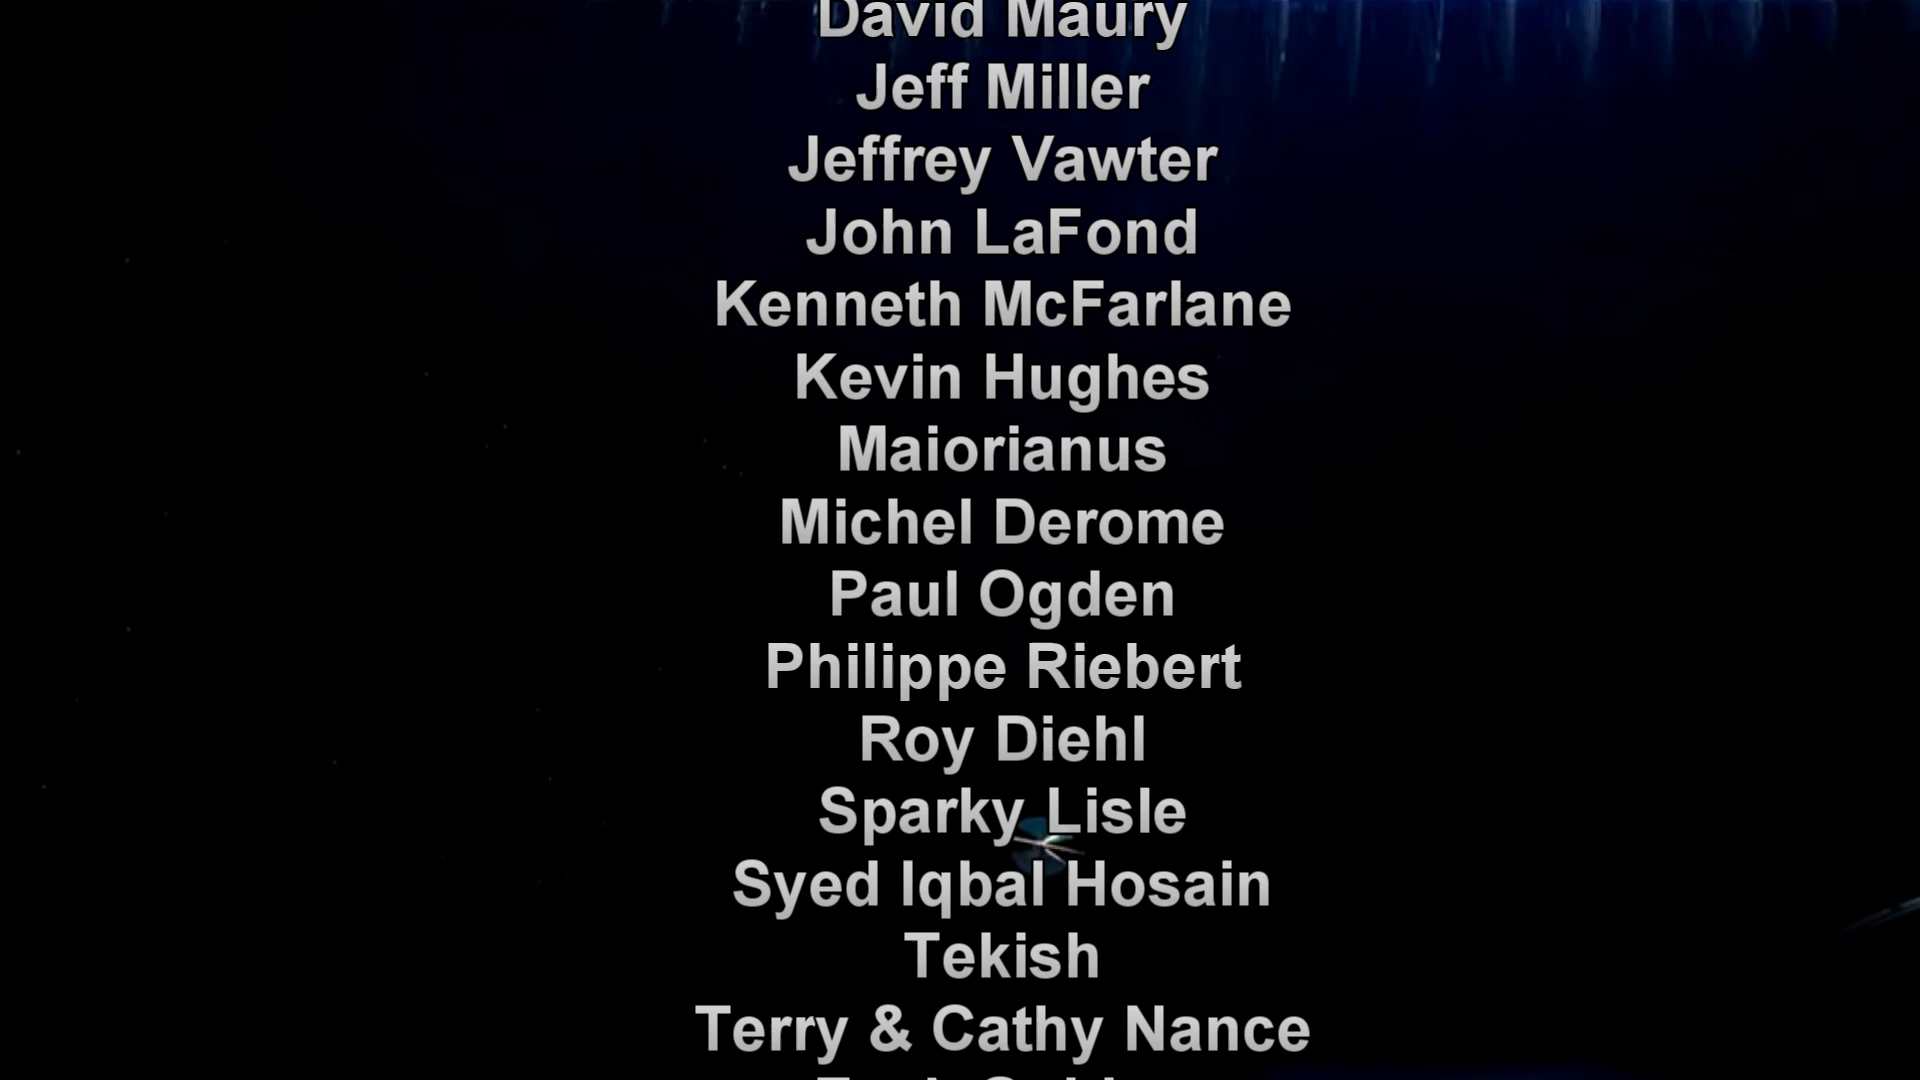 David Maury
Jeff Miller
Jeffrey Vawter
John LaFond
Kenneth McFarlane
Kevin Hughes
Maiorianus
Michel Derome
Paul Ogden
Philippe Riebert
Roy Diehl
Sparky Lisle
Syed Iqbal Hosain
Tekish
Terry & Cathy Nance